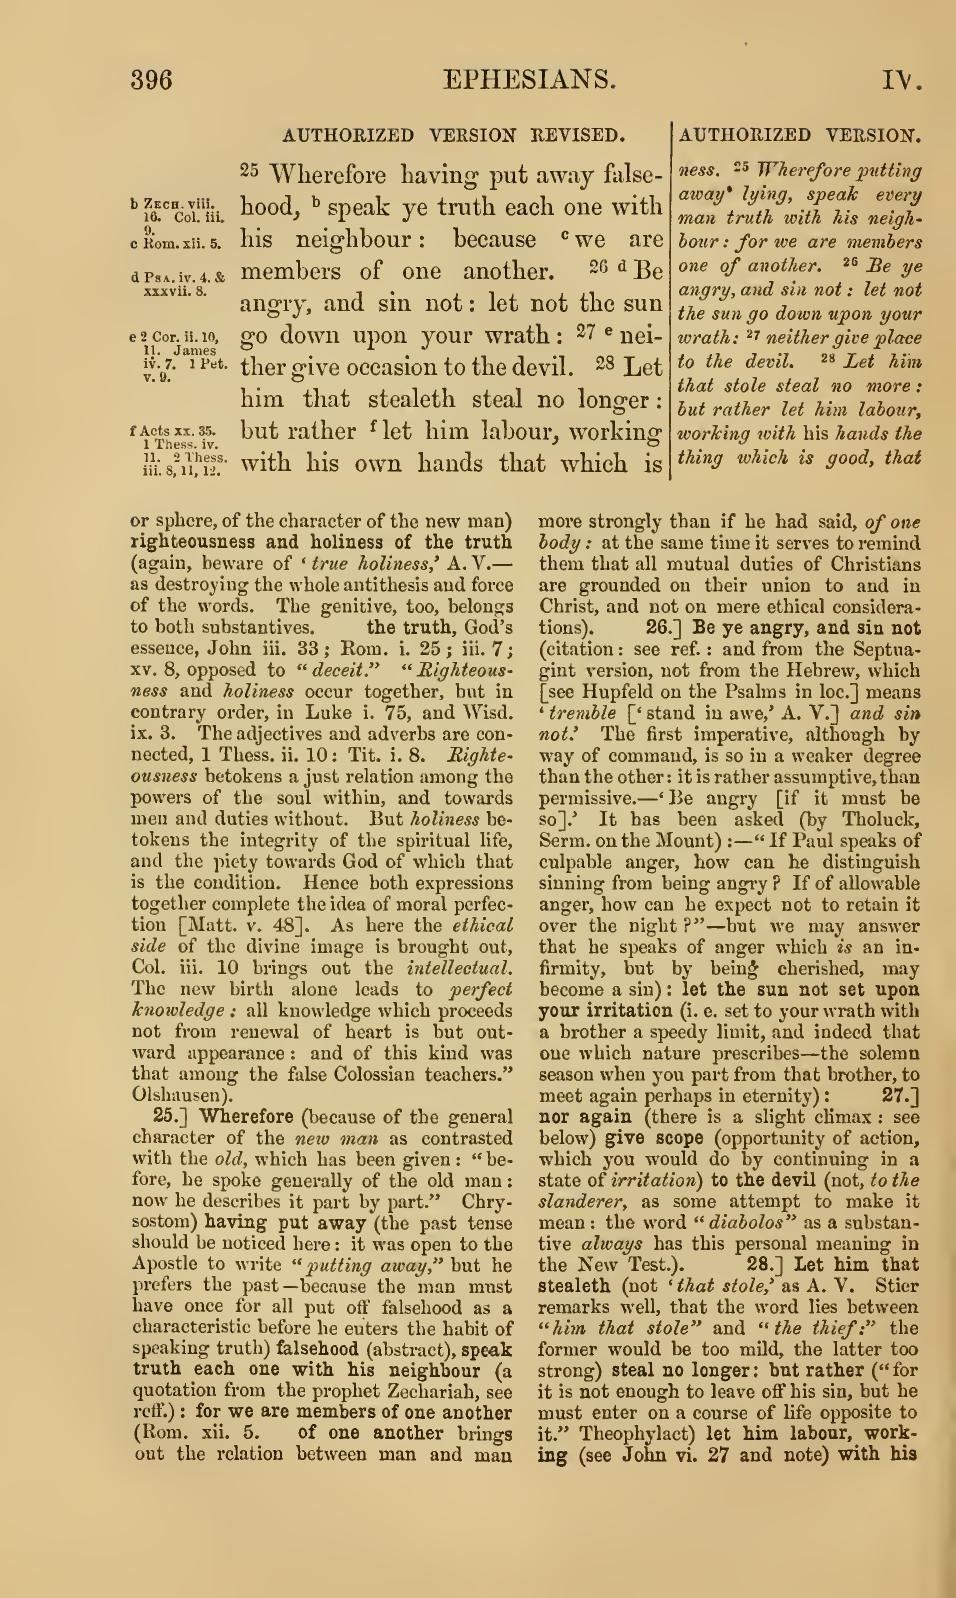 396 EPHESIANS. IV.
AUTHORIZED VERSION REVISED.
25 Wherefore having put away false-
hood, b speak ye truth each one with
his neighbour : because c we are
members of one another. 26 d Be
angry, and sin not : let not the sun
go down upon your wrath : 27 e nei-
ther give occasion to the devil. 28 Let
him that stealeth steal no longer :
but rather f let him labour, working
with his own hands that which is
b ZECH. viii.
16. Col. iii.
9.
c Rom. xii. 5.
d PSA. iv. 4. &
xxxvii. 8.
e 2 Cor. ii. 10,
11. James
iv. 7. 1 Pet.
v. 9.
f Acts xx. 35.
1 Thess. iv.
11. 2 Thess.
iii. 8, 11, 12.
AUTHORIZED VERSION.
ness. 25 Wherefore putting
away lying, speak every
man truth with his neigh-
bour : for we are members
one of another. 26 Be ye
angry, and sin not : let not
the sun go down upon your
wrath: 27 neither give place
to the devil. 28 Let him
that stole steal no more :
but rather let him labour,
working with his hands the
thing which is good, that
or sphere, of the character of the new man)
righteousness and holiness of the truth
(again, beware of ‘ true holiness,’ A. V.—
as destroying the whole antithesis and force
of the words. The genitive, too, belongs
to both substantives. the truth, God’s
essence, John iii. 33 ; Rom. i. 25 ; iii. 7 ;
xv. 8, opposed to “ deceit.” “ Righteous-
ness and holiness occur together, but in
contrary order, in Luke i. 75, and Wisd.
ix. 3. The adjectives and adverbs are con-
nected, 1 Thess. ii. 10 : Tit. i. 8. Righte-
ousness betokens a just relation among the
powers of the soul within, and towards
men and duties without. But holiness be-
tokens the integrity of the spiritual life,
and the piety towards God of which that
is the condition. Hence both expressions
together complete the idea of moral perfec-
tion [Matt. v. 48]. As here the ethical
side of the divine image is brought out,
Col. iii. 10 brings out the intellectual.
The new birth alone leads to perfect
knowledge : all knowledge which proceeds
not from renewal of heart is but out-
ward appearance : and of this kind was
that among the false Colossian teachers.”
Olshausen).
25.] Wherefore (because of the general
character of the new man as contrasted
with the old, which has been given : “ be-
fore, he spoke generally of the old man :
now he describes it part by part.” Chry-
sostom) having put away (the past tense
should be noticed here : it was open to the
Apostle to write “ putting away,” but he
prefers the past—because the man must
have once for all put off falsehood as a
characteristic before he enters the habit of
speaking truth) falsehood (abstract), speak
truth each one with his neighbour (a
quotation from the prophet Zechariah, see
reff.) : for we are members of one another
(Rom. xii. 5. of one another brings
out the relation between man and man
more strongly than if he had said, of one
body : at the same time it serves to remind
them that all mutual duties of Christians
are grounded on their union to and in
Christ, and not on mere ethical considera-
tions). 26.] Be ye angry, and sin not
(citation : see ref. : and from the Septua-
gint version, not from the Hebrew, which
[see Hupfeld on the Psalms in loc.] means
‘ tremble [‘ stand in awe,’ A. V.] and sin
not.’ The first imperative, although by
way of command, is so in a weaker degree
than the other : it is rather assumptive, than
permissive.—‘ Be angry [if it must be
so].’ It has been asked (by Tholuck,
Serm. on the Mount) :—“ If Paul speaks of
culpable anger, how can he distinguish
sinning from being angry ? If of allowable
anger, how can he expect not to retain it
over the night ?”—but we may answer
that he speaks of anger which is an in-
firmity, but by being cherished, may
become a sin) : let the sun not set upon
your irritation (i. e. set to your wrath with
a brother a speedy limit, and indeed that
one which nature prescribes—the solemn
season when you part from that brother, to
meet again perhaps in eternity) : 27.]
nor again (there is a slight climax : see
below) give scope (opportunity of action,
which you would do by continuing in a
state of irritation) to the devil (not, to the
slanderer, as some attempt to make it
mean : the word “ diabolos” as a substan-
tive always has this personal meaning in
the New Test.). 28.] Let him that
stealeth (not ‘ that stole,’ as A. V. Stier
remarks well, that the word lies between
“ him that stole” and “ the thief :” the
former would be too mild, the latter too
strong) steal no longer : but rather (“ for
it is not enough to leave off his sin, but he
must enter on a course of life opposite to
it.” Theophylact) let him labour, work-
ing (see John vi. 27 and note) with his